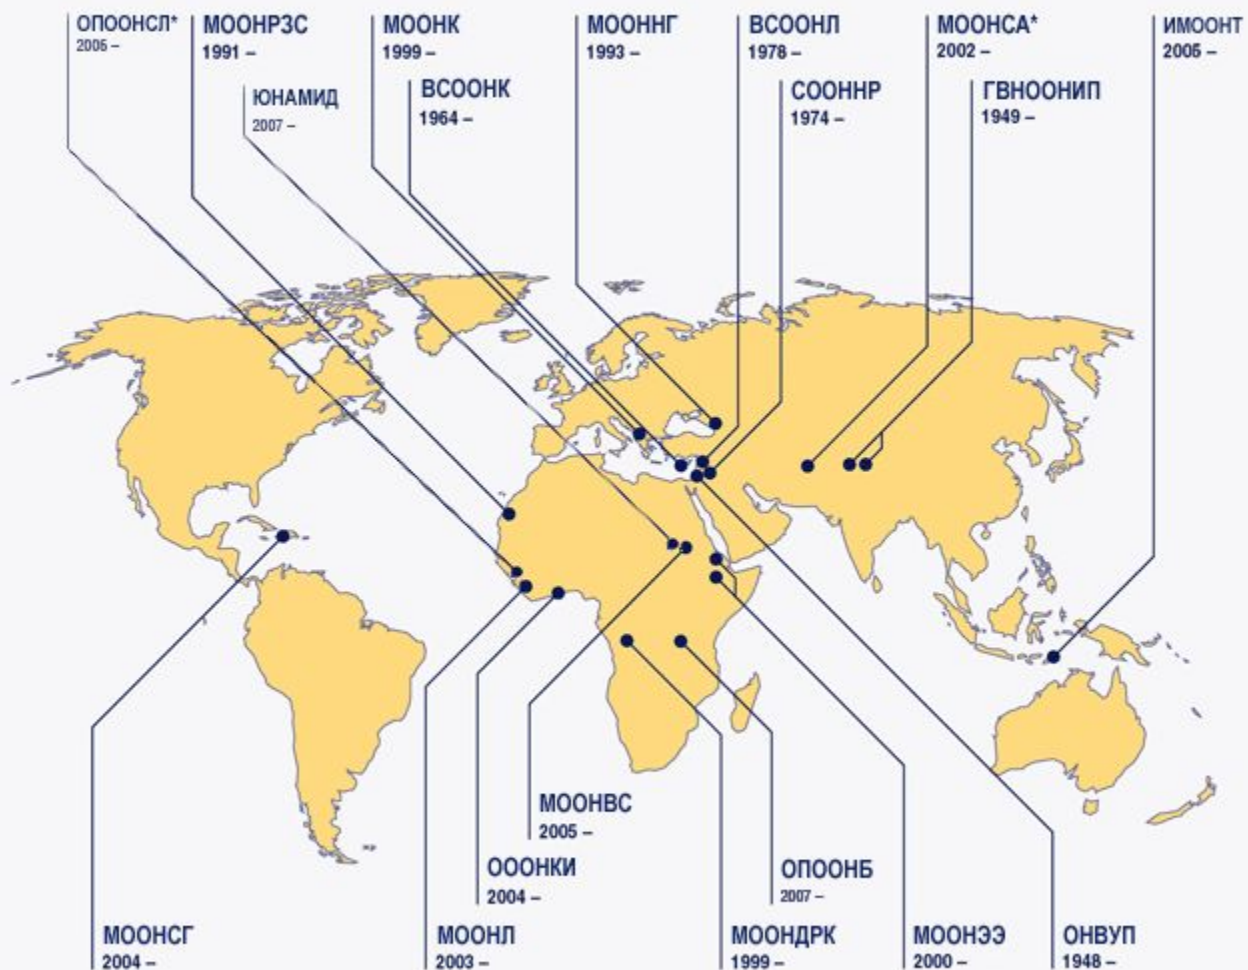 ОПООНСЛ*
2005 –
МООНРЗС
1991 –
МООНК
1999 –
МООННГ
1993 –
ВСООНЛ
1978 –
МООНСА*
2002 –
ИМООНТ
2005 –
ЮНАМИД
2007 –
ВСООНК
1964 –
СООННР
1974 –
ГВНООНИП
1949 –
МООНВС
2005 –
ОООНКИ
2004 –
ОПООНБ
2007 –
МООНСГ
2004 –
МООНЛ
2003 –
МООНДРК
1999 –
МООНЭЭ
2000 –
ОНВУП
1948 –